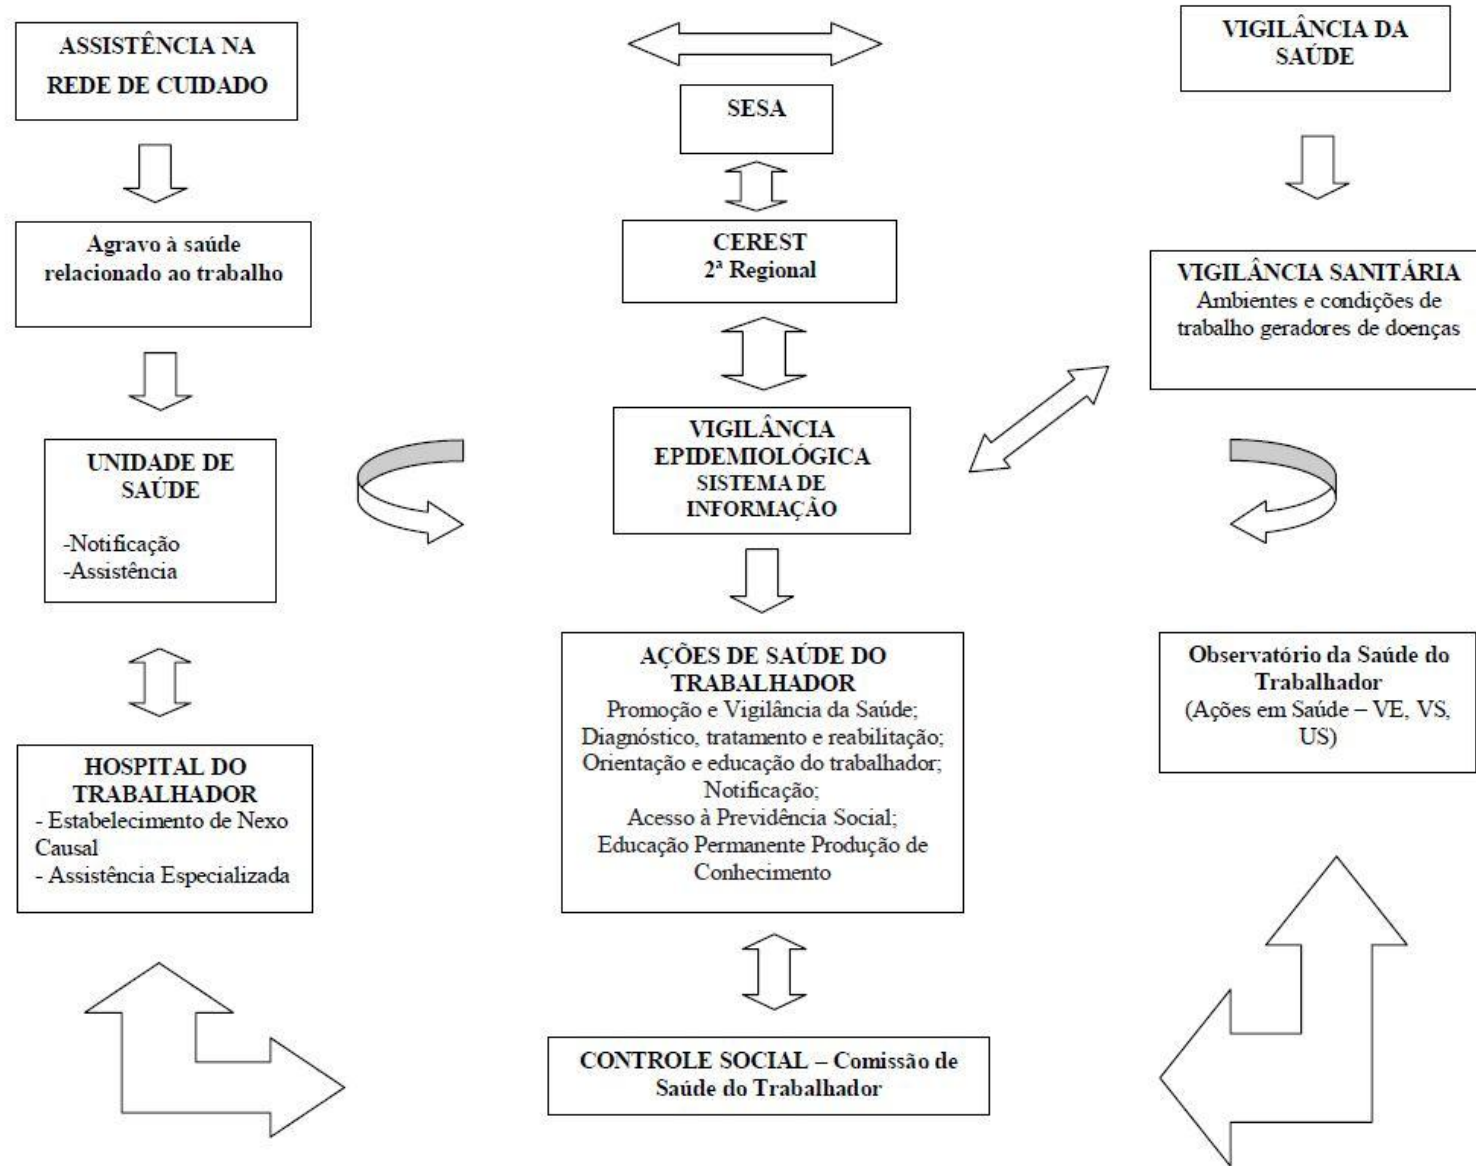 ASSISTÊNCIA NA
REDE DE CUIDADO
Agravo à saúde
relacionado ao trabalho
UNIDADE DE
SAÚDE
-Notificação
-Assistência
HOSPITAL DO
TRABALHADOR
- Estabelecimento de Nexo
Causal
- Assistência Especializada
SESA
CEREST
2ª Regional
VIGILÂNCIA
EPIDEMIOLÓGICA
SISTEMA DE
INFORMAÇÃO
AÇÕES DE SAÚDE DO
TRABALHADOR
Promoção e Vigilância da Saúde;
Diagnóstico, tratamento e reabilitação;
Orientação e educação do trabalhador;
Notificação;
Acesso à Previdência Social;
Educação Permanente Produção de
Conhecimento
CONTROLE SOCIAL – Comissão de
Saúde do Trabalhador
VIGILÂNCIA DA
SAÚDE
VIGILÂNCIA SANITÁRIA
Ambientes e condições de
trabalho geradores de doenças
Observatório da Saúde do
Trabalhador
(Ações em Saúde – VE, VS,
US)